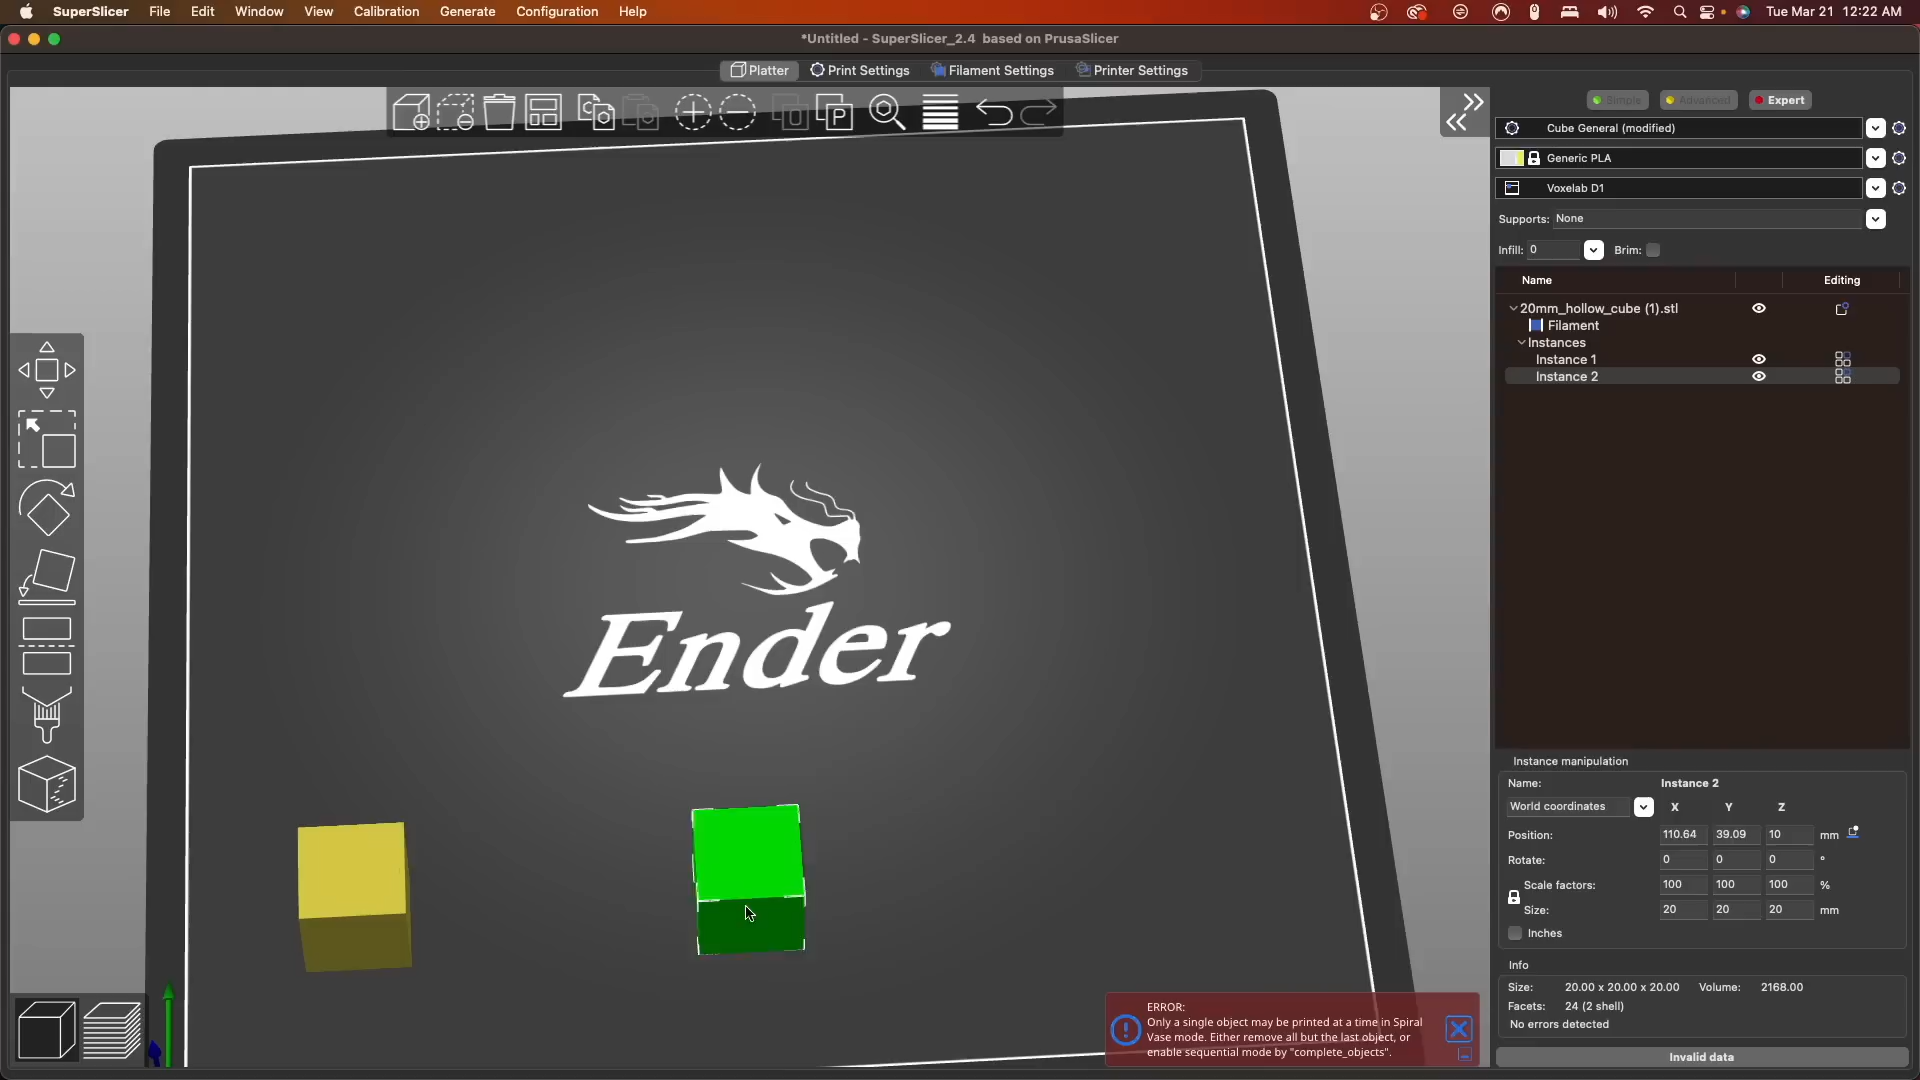 SuperSlicer File Edit Window View Calibration Generate Configuration Help
Tue Mar 21 12:22 AM
*Untitled - SuperSlicer_2.4 based on PrusaSlicer
Platter Print Settings Filament Settings Printer Settings
Simple Advanced Expert
Cube General (modified)
Generic PLA
Voxelab D1
Supports: None
Infill: 0 Brim:
Name Editing
20mm_hollow_cube (1).stl
Filament
Instances
Instance 1
Instance 2
Ender
Instance manipulation
Name: Instance 2
World coordinates X Y Z
Position: 110.64 39.09 10 mm
Rotate: 0 0 0 °
Scale factors: 100 100 100 %
Size: 20 20 20 mm
Inches
Info
Size: 20.00 x 20.00 x 20.00 Volume: 2168.00
Facets: 24 (2 shell)
No errors detected
ERROR:
Only a single object may be printed at a time in Spiral
Vase mode. Either remove all but the last object, or
enable sequential mode by "complete_objects".
Invalid data